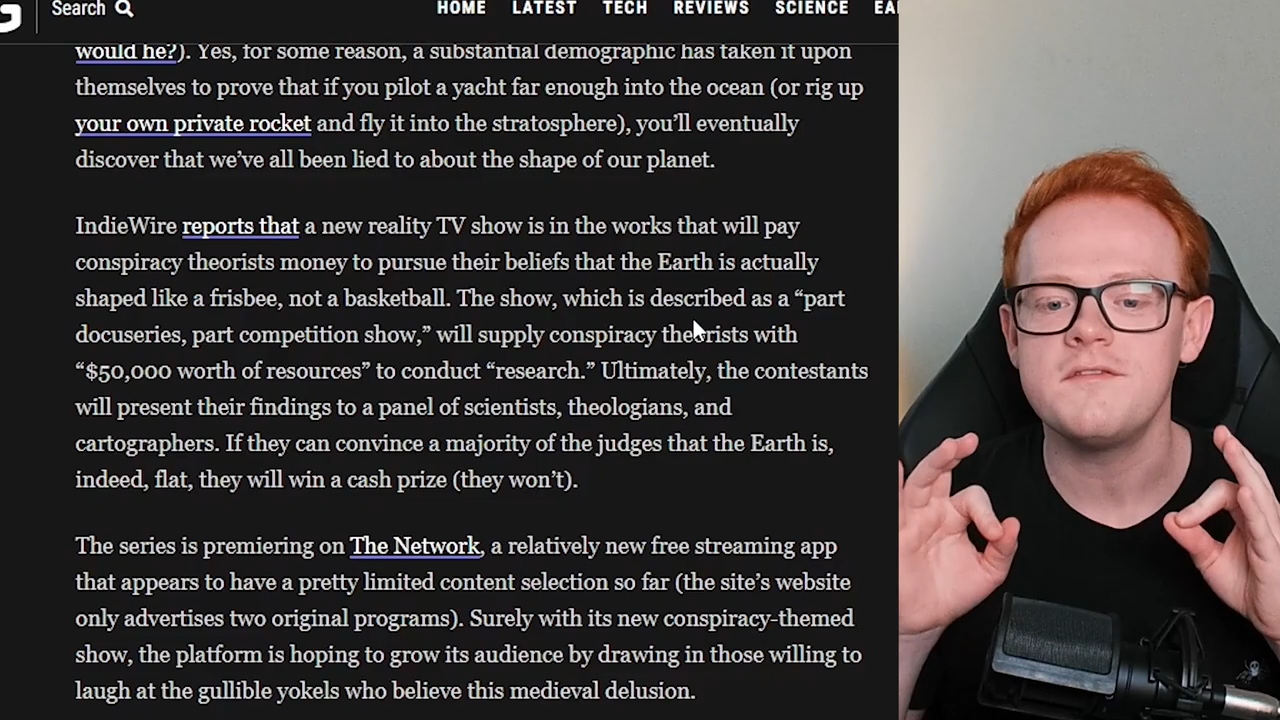 Search
HOME LATEST TECH REVIEWS SCIENCE
would he?). Yes, for some reason, a substantial demographic has taken it upon
themselves to prove that if you pilot a yacht far enough into the ocean (or rig up
your own private rocket and fly it into the stratosphere), you’ll eventually
discover that we’ve all been lied to about the shape of our planet.
IndieWire reports that a new reality TV show is in the works that will pay
conspiracy theorists money to pursue their beliefs that the Earth is actually
shaped like a frisbee, not a basketball. The show, which is described as a “part
docuseries, part competition show,” will supply conspiracy theorists with
“$50,000 worth of resources” to conduct “research.” Ultimately, the contestants
will present their findings to a panel of scientists, theologians, and
cartographers. If they can convince a majority of the judges that the Earth is,
indeed, flat, they will win a cash prize (they won’t).
The series is premiering on The Network, a relatively new free streaming app
that appears to have a pretty limited content selection so far (the site’s website
only advertises two original programs). Surely with its new conspiracy-themed
show, the platform is hoping to grow its audience by drawing in those willing to
laugh at the gullible yokels who believe this medieval delusion.